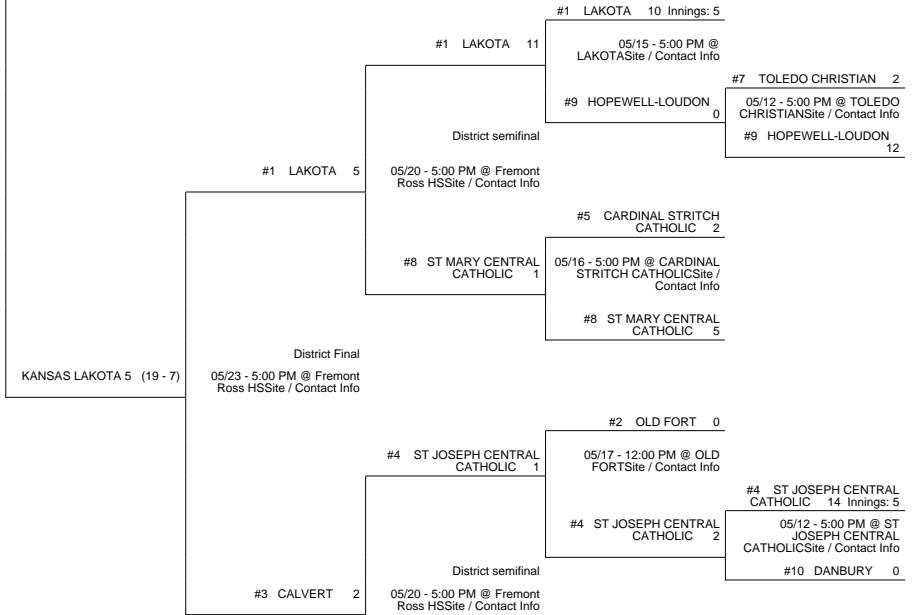 #1 LAKOTA 10 Innings: 5
#1 LAKOTA 11
05/15 - 5:00 PM @
LAKOTASite / Contact Info
#7 TOLEDO CHRISTIAN 2
#9 HOPEWELL-LOUDON
0
05/12 - 5:00 PM @ TOLEDO
CHRISTIANSite / Contact Info
District semifinal
#9 HOPEWELL-LOUDON
12
#1 LAKOTA 5
05/20 - 5:00 PM @ Fremont
Ross HSSite / Contact Info
#5 CARDINAL STRITCH
CATHOLIC 2
#8 ST MARY CENTRAL
CATHOLIC 1
05/16 - 5:00 PM @ CARDINAL
STRITCH CATHOLICSite /
Contact Info
#8 ST MARY CENTRAL
CATHOLIC 5
District Final
KANSAS LAKOTA 5 (19 - 7)
05/23 - 5:00 PM @ Fremont
Ross HSSite / Contact Info
#2 OLD FORT 0
#4 ST JOSEPH CENTRAL
CATHOLIC 1
05/17 - 12:00 PM @ OLD
FORTSite / Contact Info
#4 ST JOSEPH CENTRAL
CATHOLIC 14 Innings: 5
#4 ST JOSEPH CENTRAL
CATHOLIC 2
05/12 - 5:00 PM @ ST
JOSEPH CENTRAL
CATHOLICSite / Contact Info
District semifinal
#10 DANBURY 0
#3 CALVERT 2
05/20 - 5:00 PM @ Fremont
Ross HSSite / Contact Info